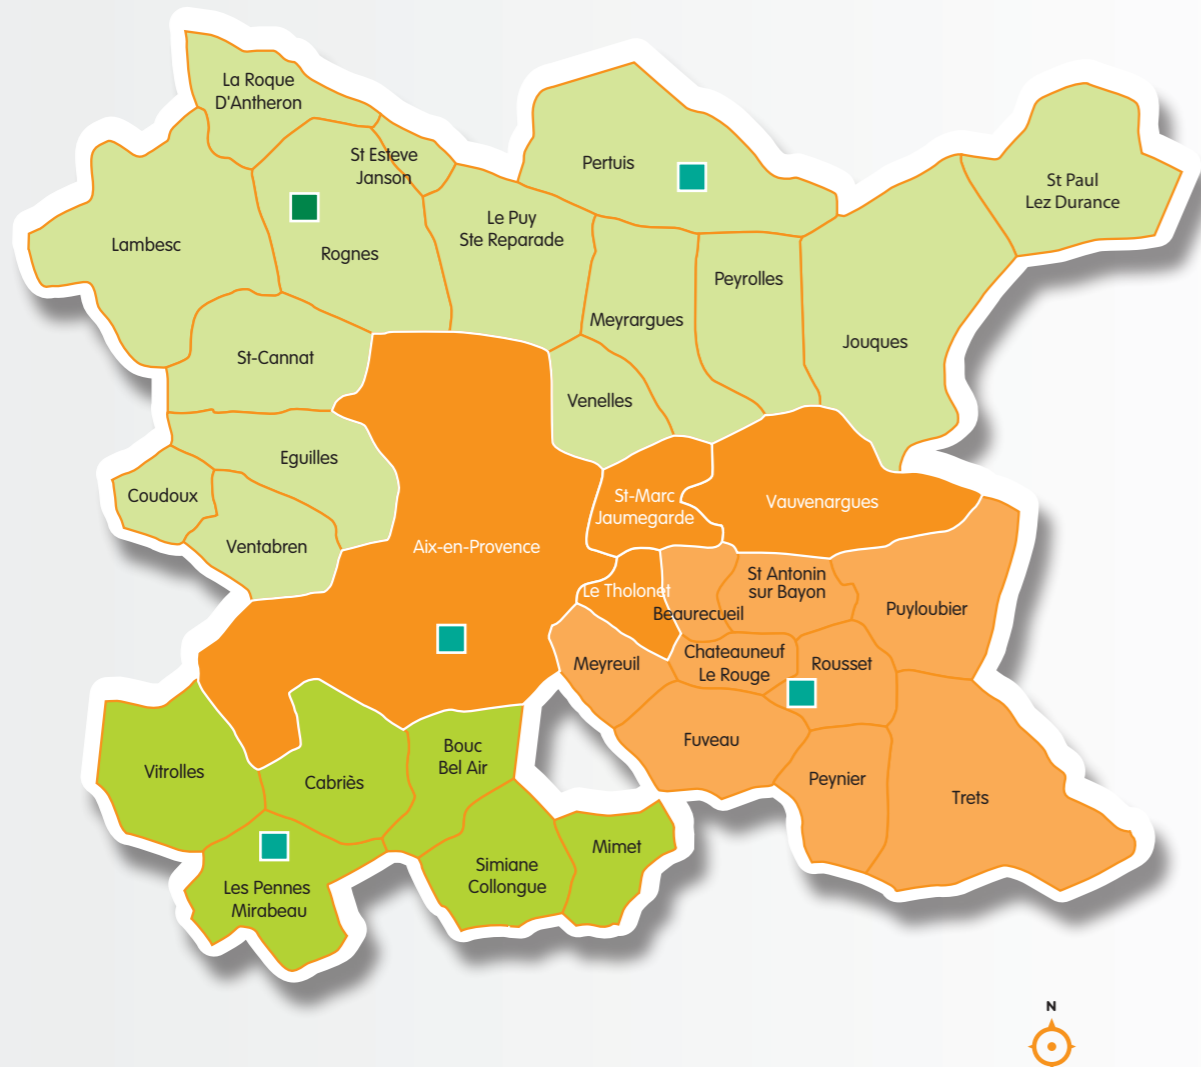 La Roque
D'Antheron
St Esteve
Janson
Pertuis
St Paul
Lez Durance
Le Puy
Ste Reparade
Lambesc
Rognes
Peyrolles
Meyrargues
Jouques
St-Cannat
Venelles
Eguilles
Coudoux
St-Marc
Jaumegarde
Vauvenargues
Ventabren
Aix-en-Provence
St Antonin
sur Bayon
Le Tholonet
Beaurecueil
Puyloubier
Chateauneuf
Le Rouge
Meyreuil
Rousset
Fuveau
Bouc
Bel Air
Vitrolles
Cabriès
Peynier
Trets
Mimet
Simiane
Collongue
Les Pennes
Mirabeau
N